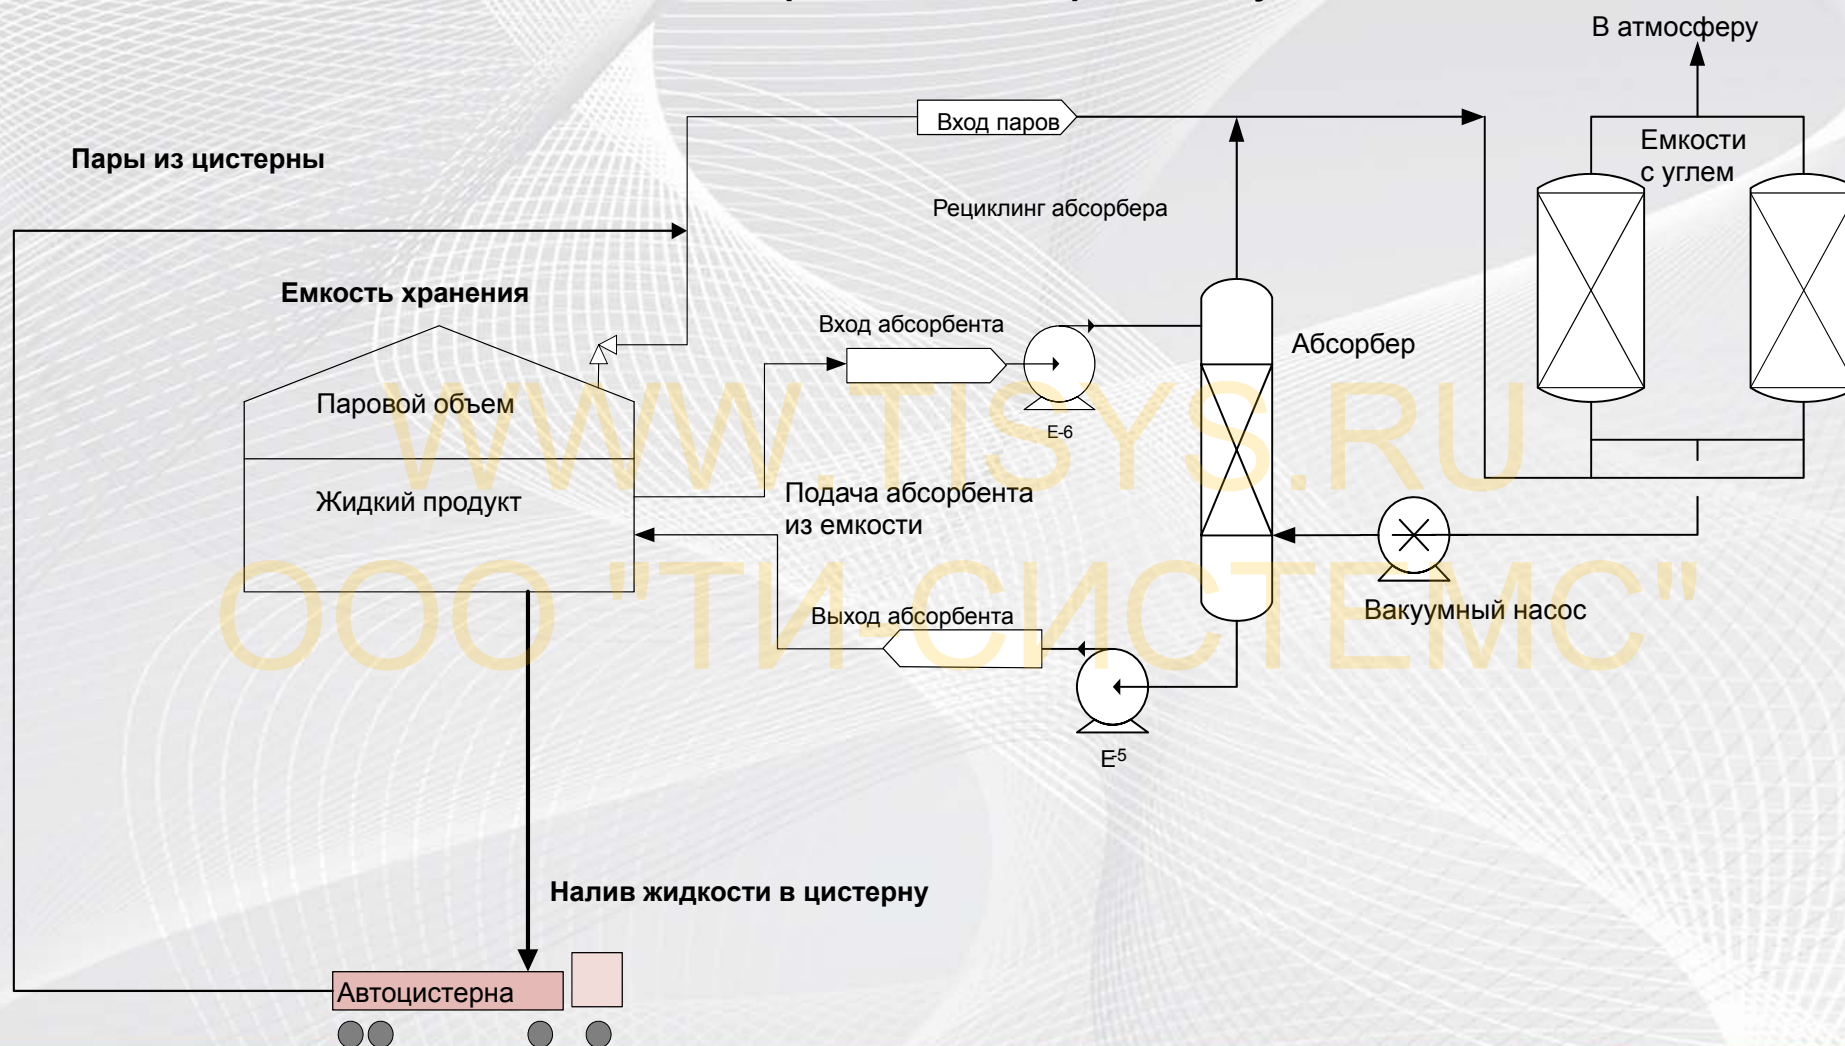 В атмосферу
Вход паров
Емкости
с углем
Пары из цистерны
Рециклинг абсорбера
Емкость хранения
Вход абсорбента
Абсорбер
Паровой объем
E-6
WWW.TISYS.RU
Жидкий продукт
Подача абсорбента
из емкости
ООО "ТИ-СИСТЕМС"
Выход абсорбента
Вакуумный насос
E-5
Налив жидкости в цистерну
Автоцистерна